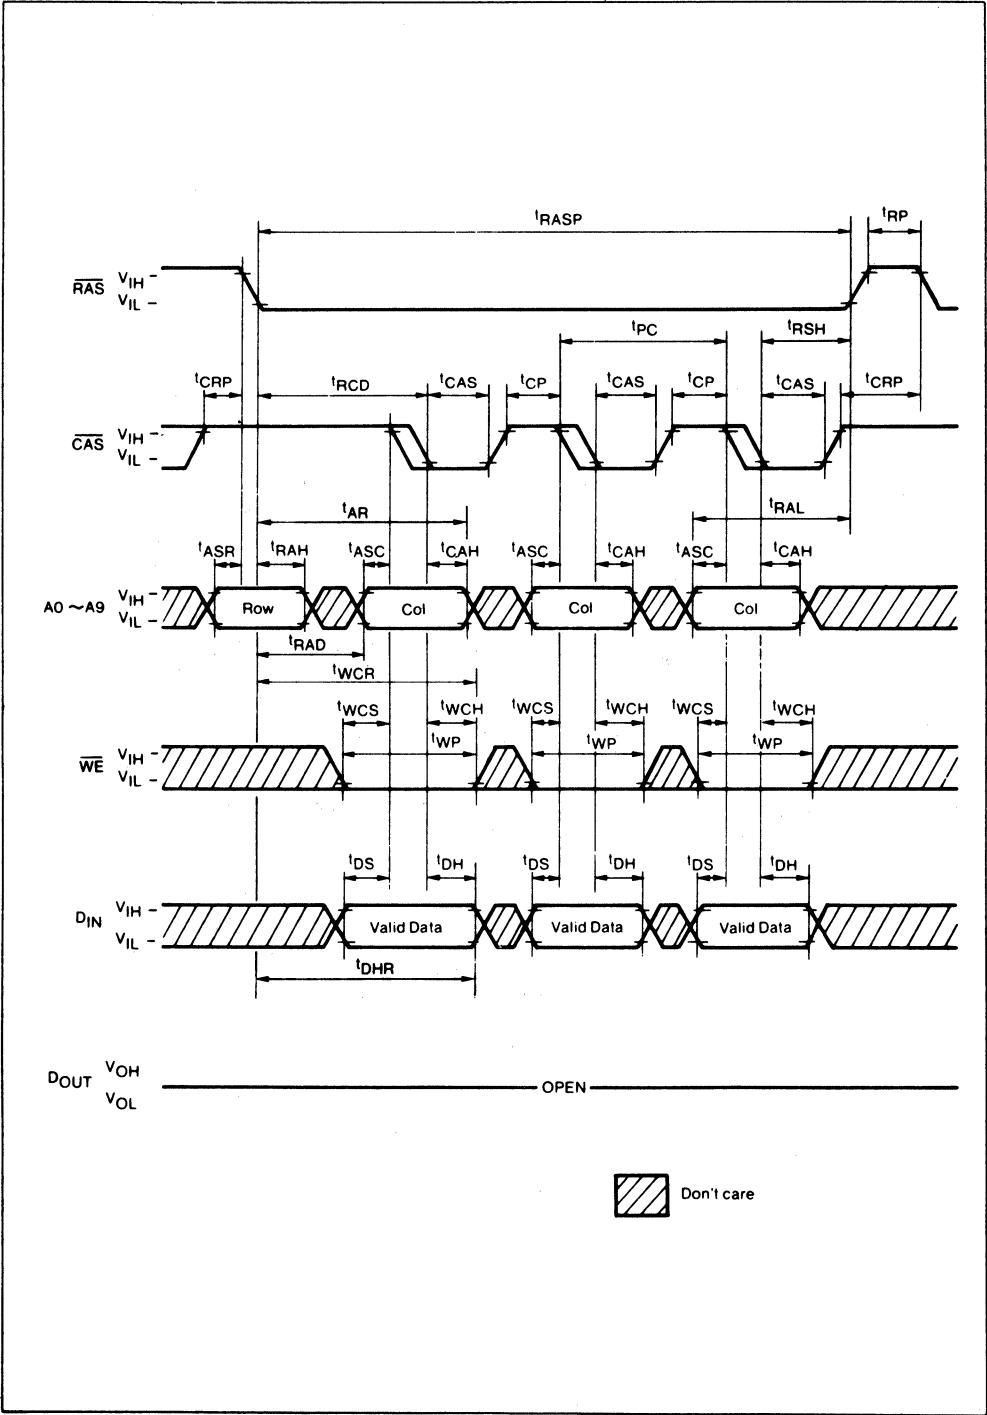 tRASP tRP
RAS VIH
VIL
tPC tRSH
tCRP tRCD tCAS tCP tCAS tCP tCAS tCRP
CAS VIH
VIL
tAR tRAL
tASR tRAH tASC tCAH tASC tCAH tASC tCAH
A0 ~ A9 VIH
VIL
Row Col Col Col
tRAD
tWCR
tWCS tWCH tWCS tWCH tWCS tWCH
tWP tWP tWP
WE VIH
VIL
tDS tDH tDS tDH tDS tDH
DIN VIH
VIL
Valid Data Valid Data Valid Data
tDHR
DOUT VOH
VOL
OPEN
Don't care